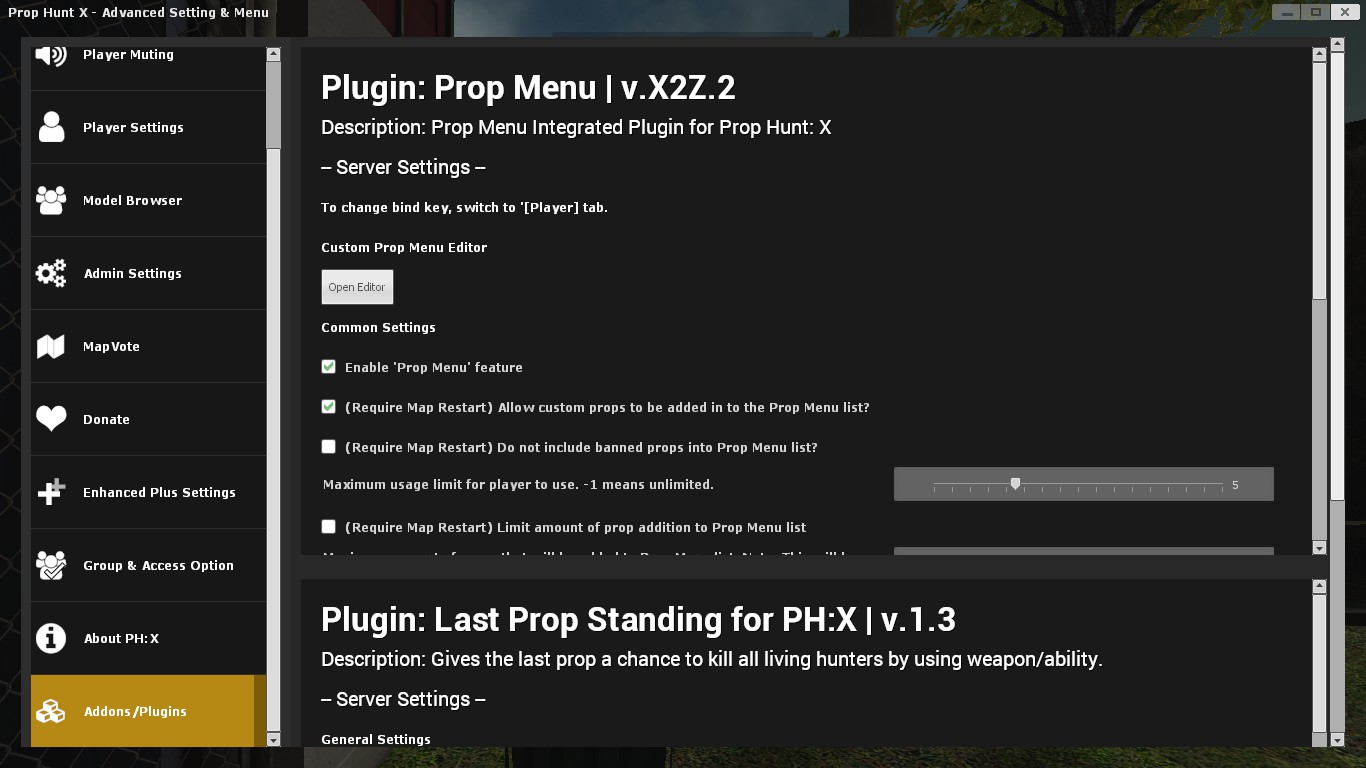 Prop Hunt X - Advanced Setting & Menu
Player Muting
Player Settings
Model Browser
Admin Settings
MapVote
Donate
Enhanced Plus Settings
Group & Access Option
About PH:X
Addons/Plugins
Plugin: Prop Menu | v.X2Z.2
Description: Prop Menu Integrated Plugin for Prop Hunt: X
-- Server Settings --
To change bind key, switch to '[Player] tab.
Custom Prop Menu Editor
Open Editor
Common Settings
Enable 'Prop Menu' feature
(Require Map Restart) Allow custom props to be added in to the Prop Menu list?
(Require Map Restart) Do not include banned props into Prop Menu list?
Maximum usage limit for player to use. -1 means unlimited. 5
(Require Map Restart) Limit amount of prop addition to Prop Menu list
Plugin: Last Prop Standing for PH:X | v.1.3
Description: Gives the last prop a chance to kill all living hunters by using weapon/ability.
-- Server Settings --
General Settings